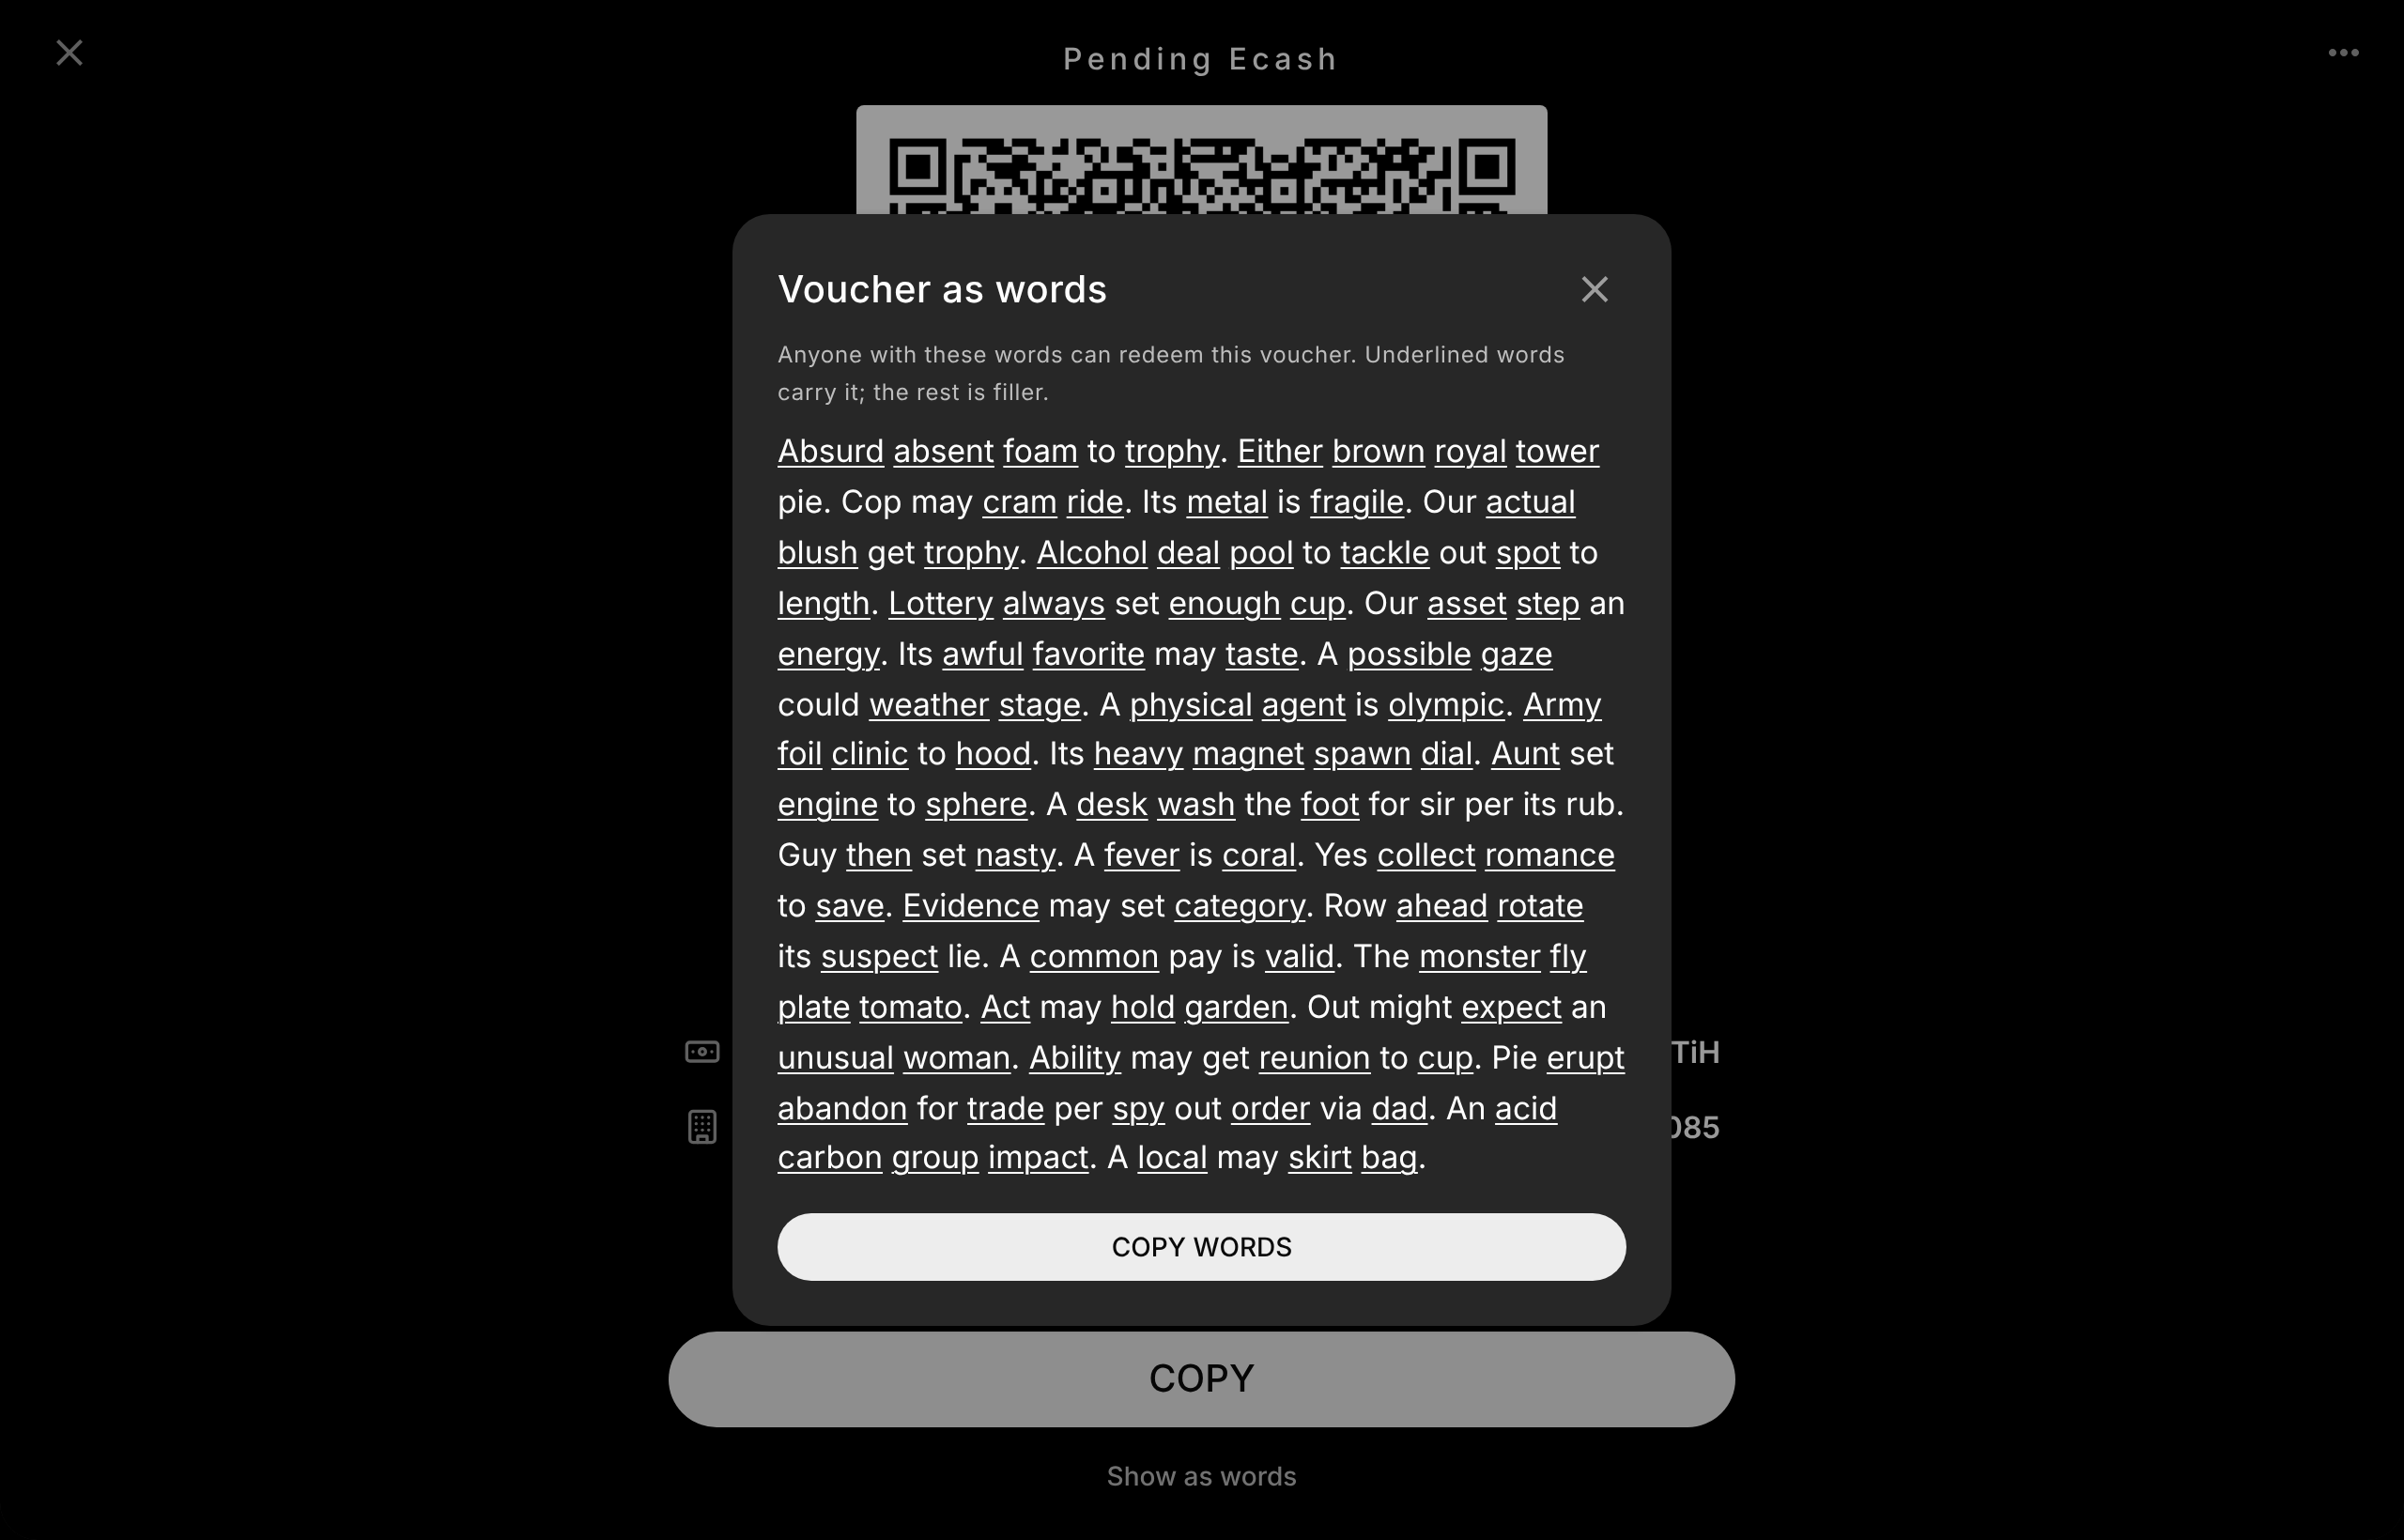 Pending Ecash
Voucher as words
Anyone with these words can redeem this voucher. Underlined words
carry it; the rest is filler.
Absurd absent foam to trophy. Either brown royal tower
pie. Cop may cram ride. Its metal is fragile. Our actual
blush get trophy. Alcohol deal pool to tackle out spot to
length. Lottery always set enough cup. Our asset step an
energy. Its awful favorite may taste. A possible gaze
could weather stage. A physical agent is olympic. Army
foil clinic to hood. Its heavy magnet spawn dial. Aunt set
engine to sphere. A desk wash the foot for sir per its rub.
Guy then set nasty. A fever is coral. Yes collect romance
to save. Evidence may set category. Row ahead rotate
its suspect lie. A common pay is valid. The monster fly
plate tomato. Act may hold garden. Out might expect an
unusual woman. Ability may get reunion to cup. Pie erupt
abandon for trade per spy out order via dad. An acid
carbon group impact. A local may skirt bag.
TiH
085
COPY WORDS
COPY
Show as words